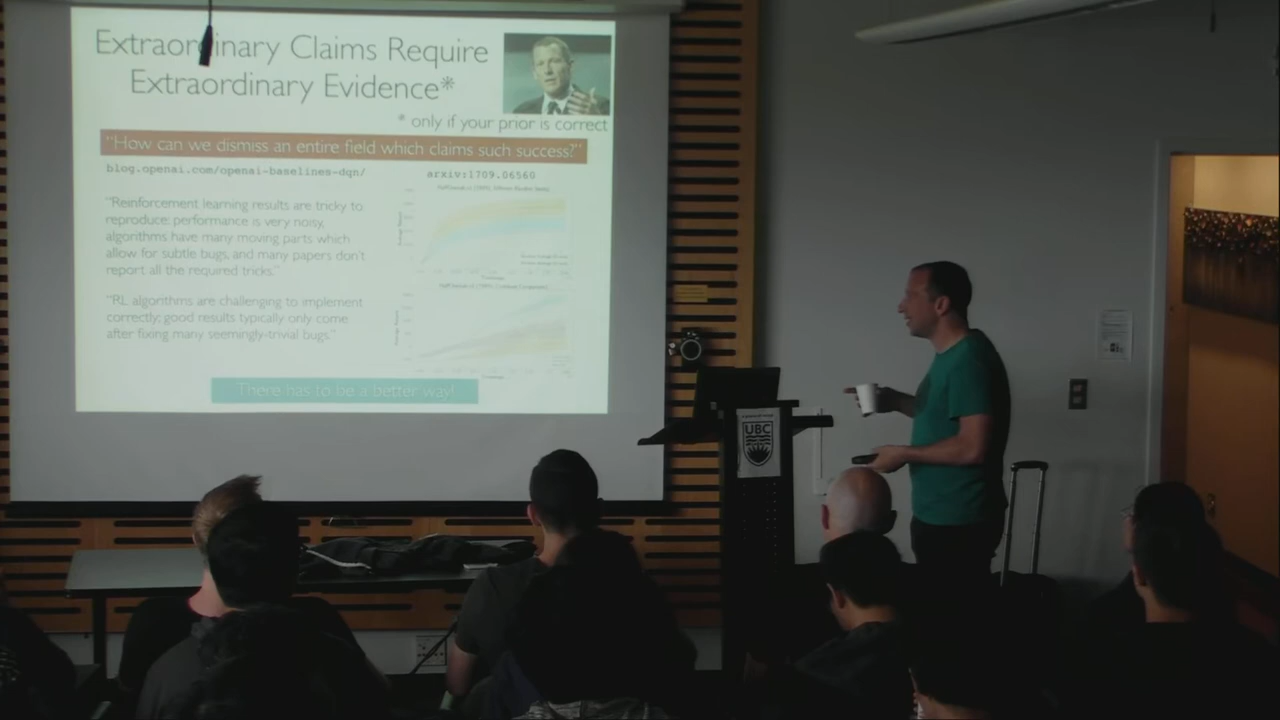 Extraordinary Claims Require
Extraordinary Evidence*
* only if your prior is correct
"How can we dismiss an entire field which claims such success?"
blog.openai.com/openai-baselines-dqn/
arxiv:1709.06560
"Reinforcement learning results are tricky to
reproduce: performance is very noisy,
algorithms have many moving parts which
allow for subtle bugs, and many papers don't
report all the required tricks."
"RL algorithms are challenging to implement
correctly; good results typically only come
after fixing many seemingly-trivial bugs."
There has to be a better way!
UBC